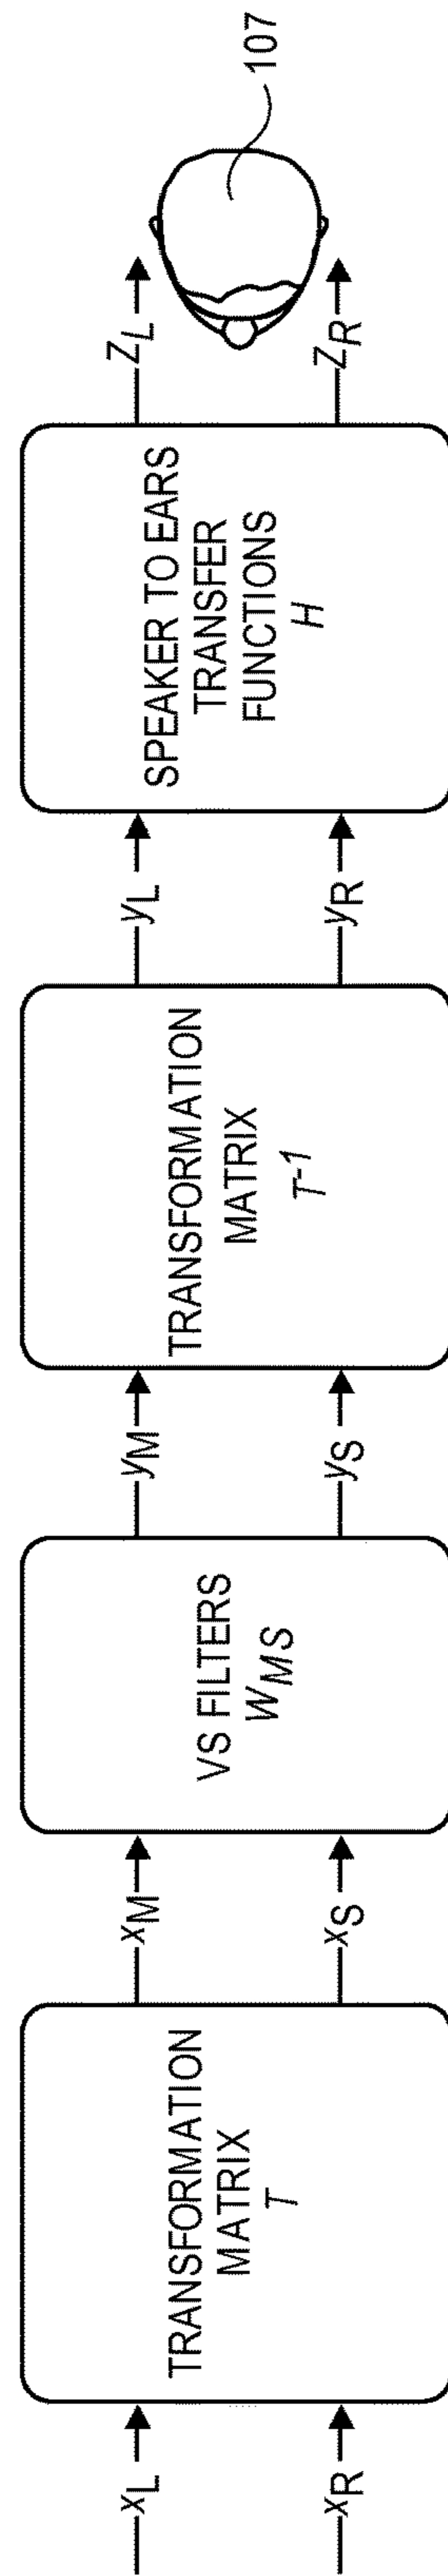 xL
xR
TRANSFORMATION
MATRIX
T
xM
xS
VS FILTERS
WMS
yM
yS
TRANSFORMATION
MATRIX
T-1
yL
yR
SPEAKER TO EARS
TRANSFER
FUNCTIONS
H
ZL
ZR
107